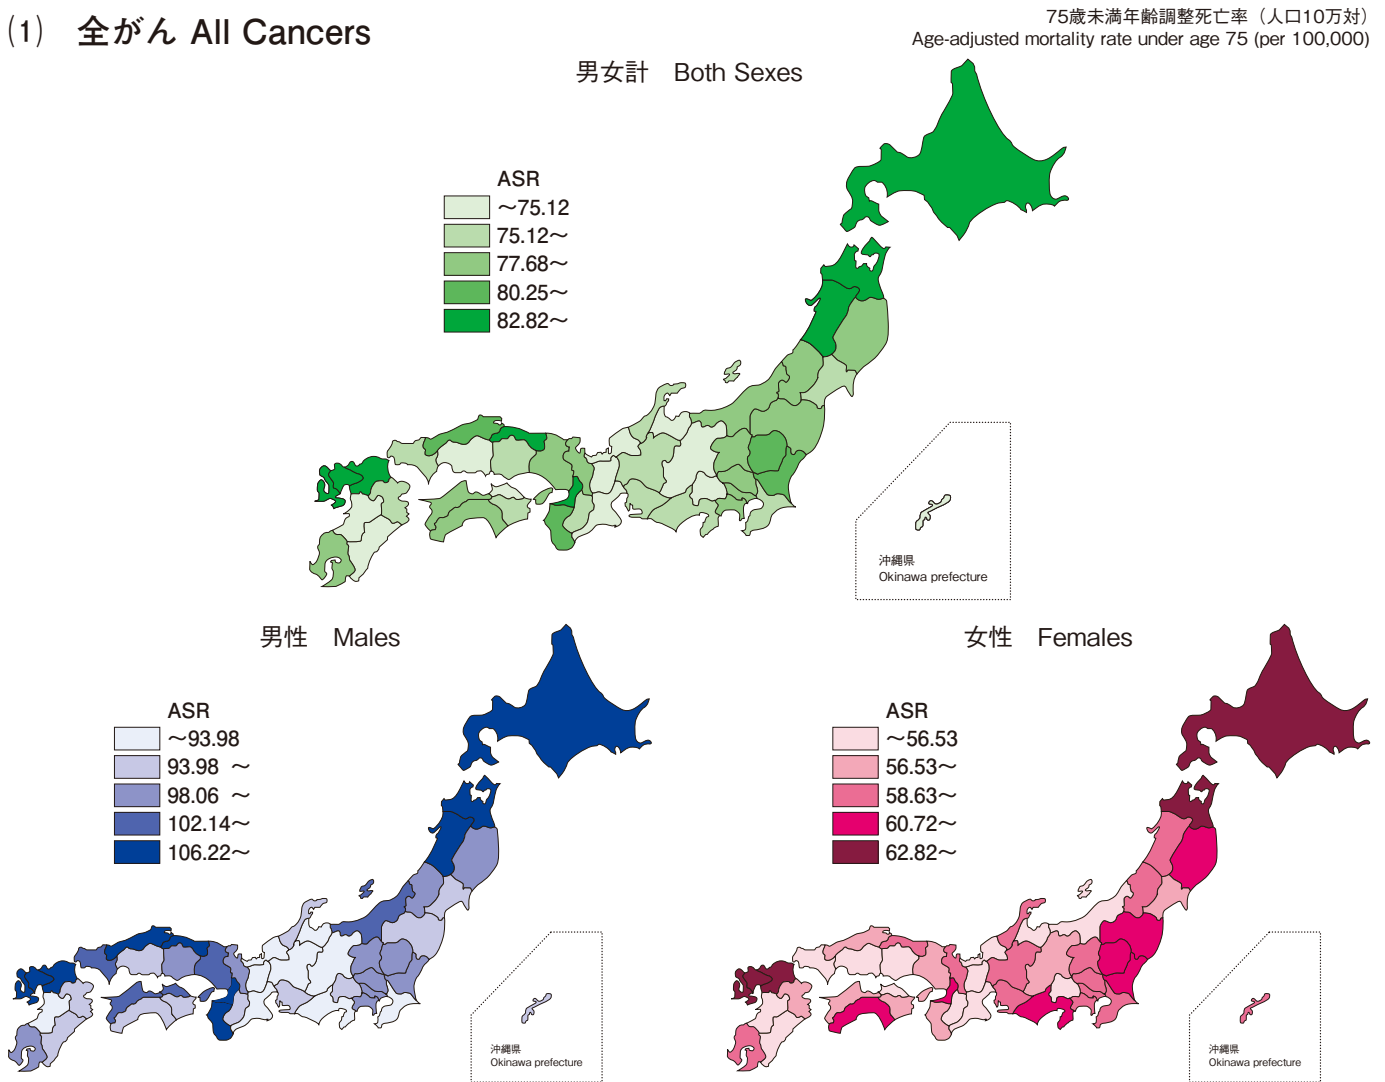 (1) 全がん All Cancers
75歳未満年齢調整死亡率（人口10万対）
Age-adjusted mortality rate under age 75 (per 100,000)
男女計 Both Sexes
ASR
～75.12
75.12～
77.68～
80.25～
82.82～
沖縄県
Okinawa prefecture
男性 Males
ASR
～93.98
93.98 ～
98.06 ～
102.14～
106.22～
沖縄県
Okinawa prefecture
女性 Females
ASR
～56.53
56.53～
58.63～
60.72～
62.82～
沖縄県
Okinawa prefecture